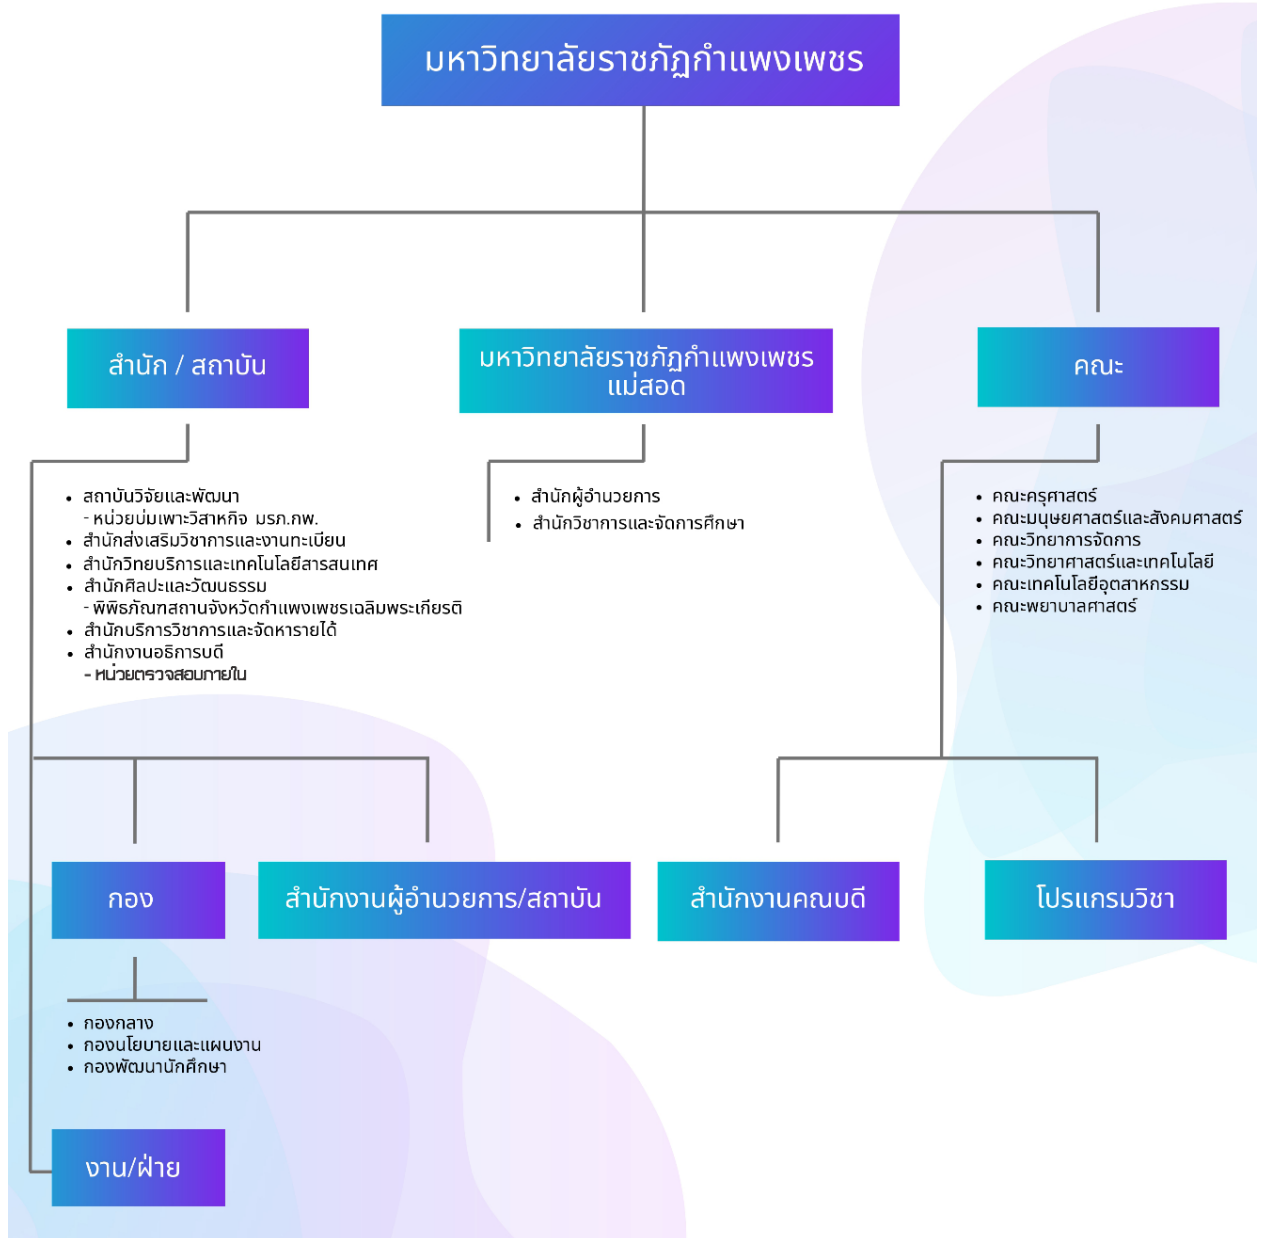 มหาวิทยาลัยราชภัฏกำแพงเพชร
สำนัก / สถาบัน
มหาวิทยาลัยราชภัฏกำแพงเพชร
แม่สอด
คณะ
• สถาบันวิจัยและพัฒนา
- หน่วยบ่มเพาะวิสาหกิจ มรภ.กพ.
• สำนักส่งเสริมวิชาการและงานทะเบียน
• สำนักวิทยบริการและเทคโนโลยีสารสนเทศ
• สำนักศิลปะและวัฒนธรรม
- พิพิธภัณฑสถานจังหวัดกำแพงเพชรเฉลิมพระเกียรติ
• สำนักบริการวิชาการและจัดหารายได้
• สำนักงานอธิการบดี
- หน่วยตรวจสอบภายใน
• สำนักผู้อำนวยการ
• สำนักวิชาการและจัดการศึกษา
• คณะครุศาสตร์
• คณะมนุษยศาสตร์และสังคมศาสตร์
• คณะวิทยาการจัดการ
• คณะวิทยาศาสตร์และเทคโนโลยี
• คณะเทคโนโลยีอุตสาหกรรม
• คณะพยาบาลศาสตร์
กอง
สำนักงานผู้อำนวยการ/สถาบัน
สำนักงานคณบดี
โปรแกรมวิชา
• กองกลาง
• กองนโยบายและแผนงาน
• กองพัฒนานักศึกษา
งาน/ฝ่าย